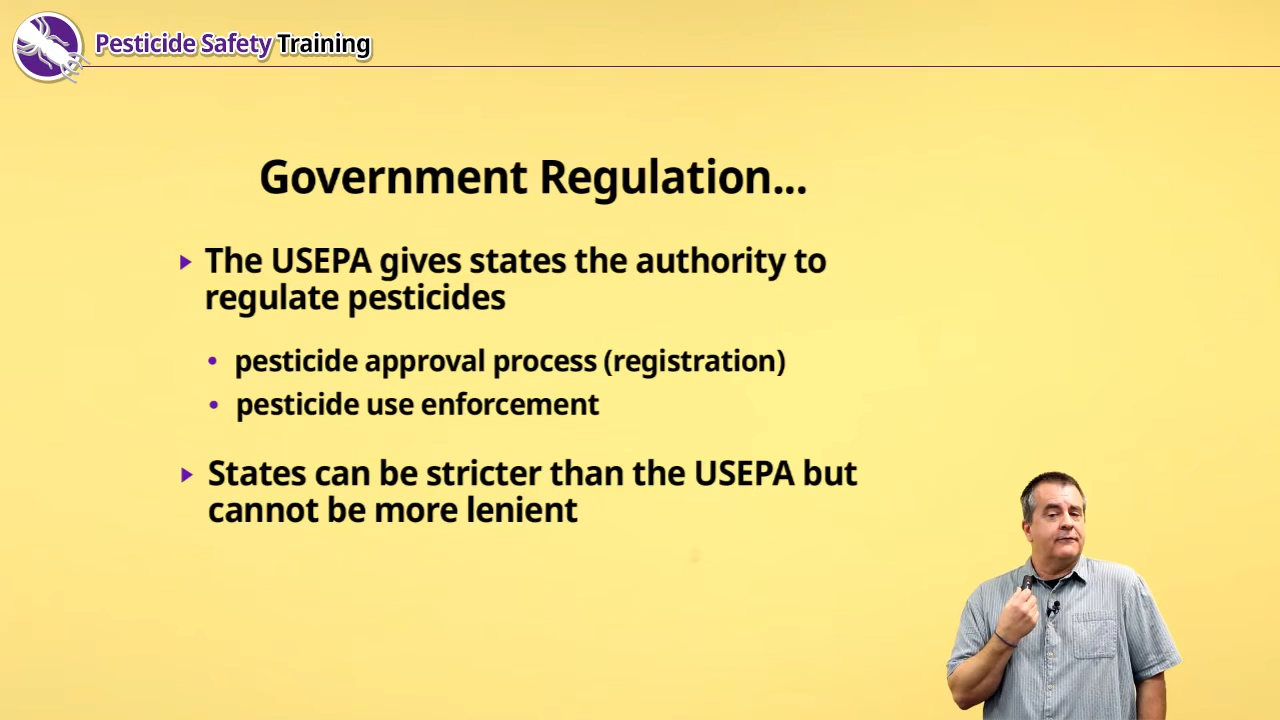 Pesticide Safety Training
Government Regulation...
The USEPA gives states the authority to
regulate pesticides
pesticide approval process (registration)
pesticide use enforcement
States can be stricter than the USEPA but
cannot be more lenient